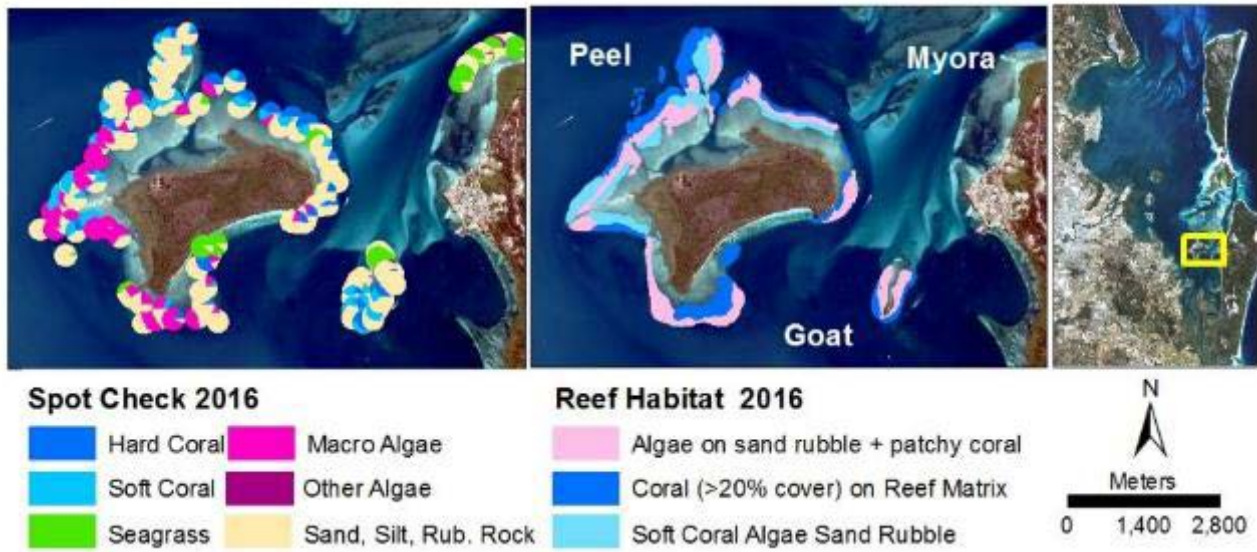 Peel
Myora
Goat
Spot Check 2016
Hard Coral
Macro Algae
Soft Coral
Other Algae
Seagrass
Sand, Silt, Rub. Rock
Reef Habitat 2016
Algae on sand rubble + patchy coral
Coral (>20% cover) on Reef Matrix
Soft Coral Algae Sand Rubble
N
Meters
0 1,400 2,800